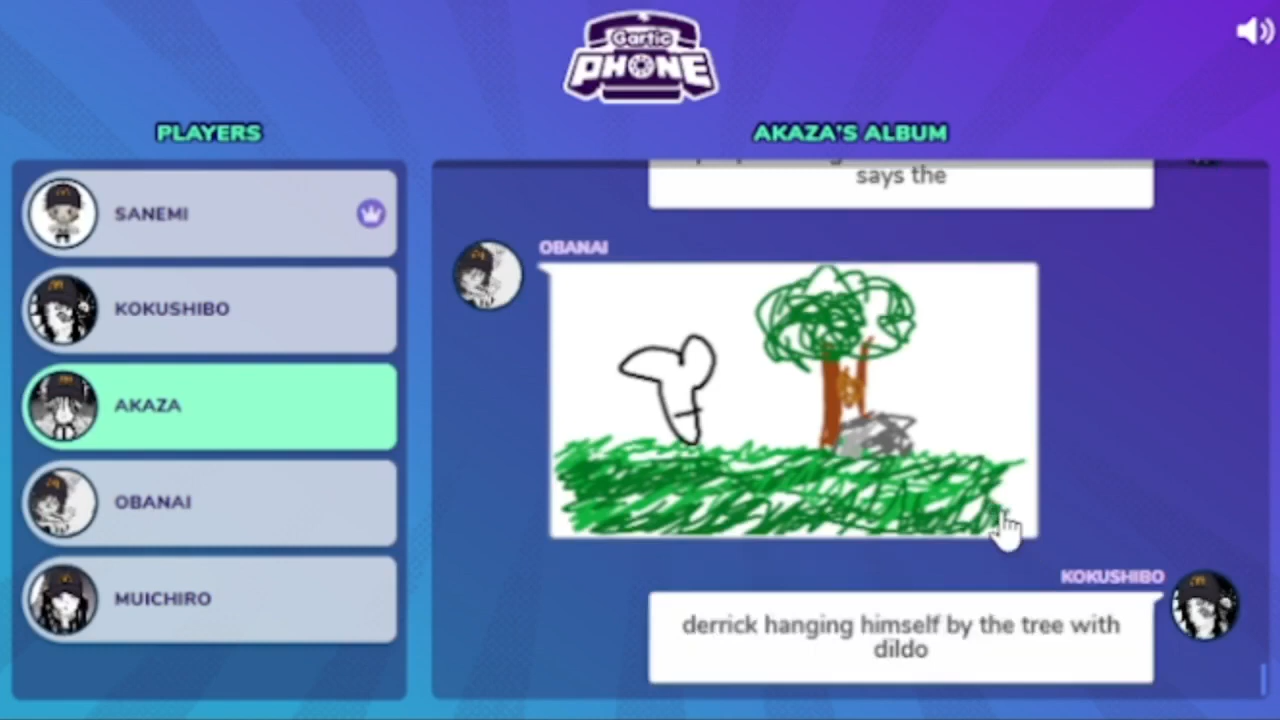 Gartic
PHONE
PLAYERS
AKAZA'S ALBUM
SANEMI
says the
KOKUSHIBO
OBANAI
AKAZA
OBANAI
MUICHIRO
KOKUSHIBO
derrick hanging himself by the tree with
dildo